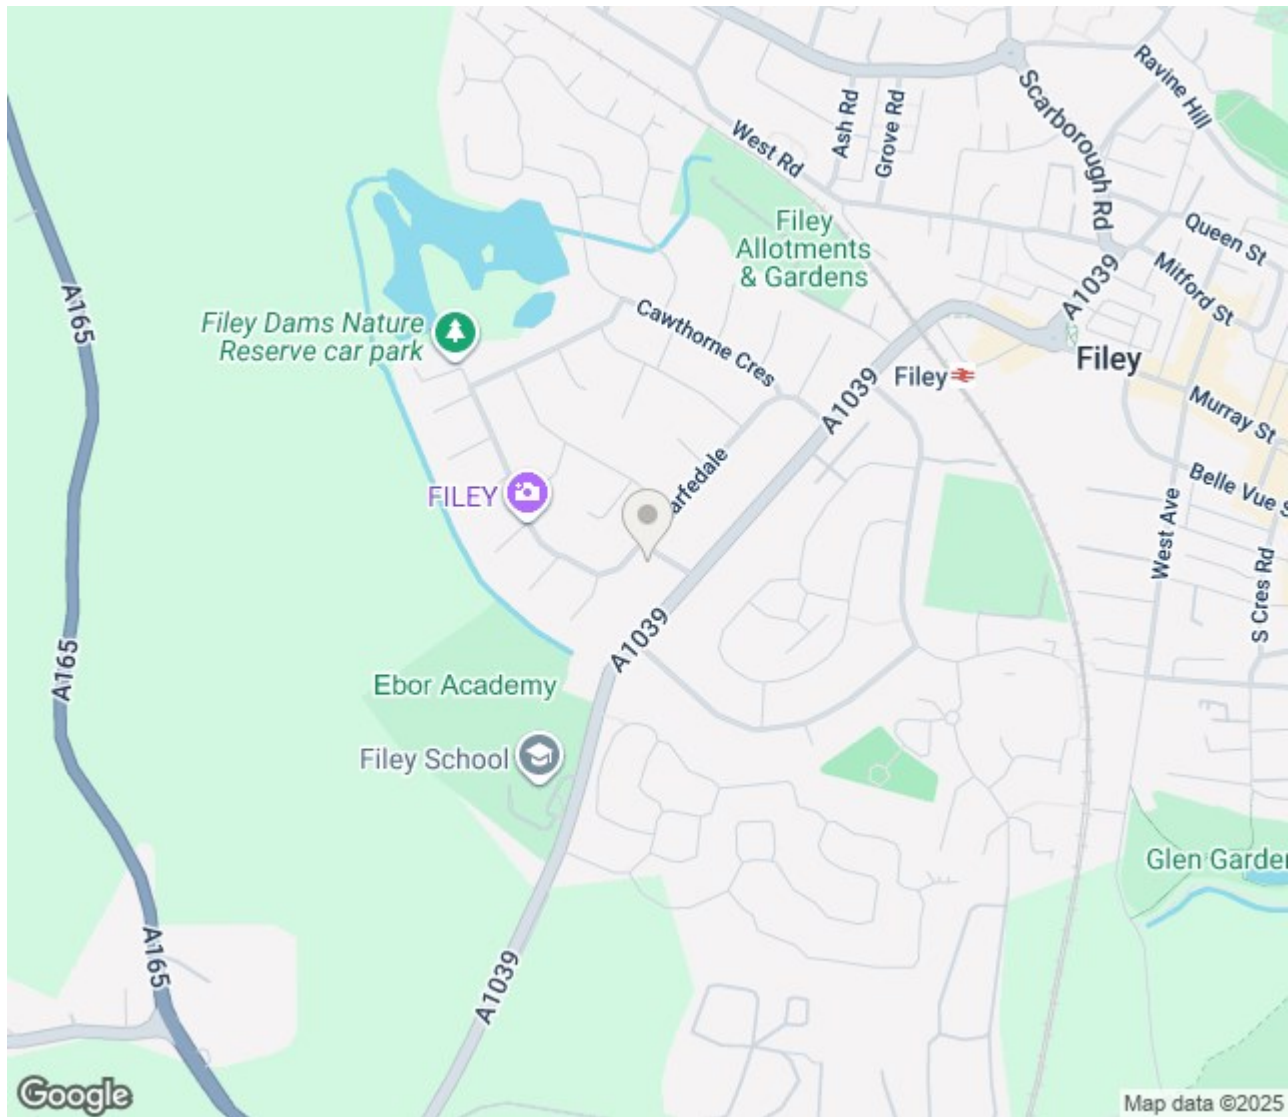 Ravine Hill
Scarborough Rd
Ash Rd
Grove Rd
West Rd
Filey
Allotments
& Gardens
Queen St
A1039
Mitford St
A165
Filey Dams Nature
Reserve car park
Cawthorne Cres
Filey
Filey
A1039
Murray St
Belle Vue S
arfedale
FILEY
West Ave
S Cres Rd
A1039
A165
Ebor Academy
Filey School
Glen Garden
A165
A1039
Google
Map data ©2025